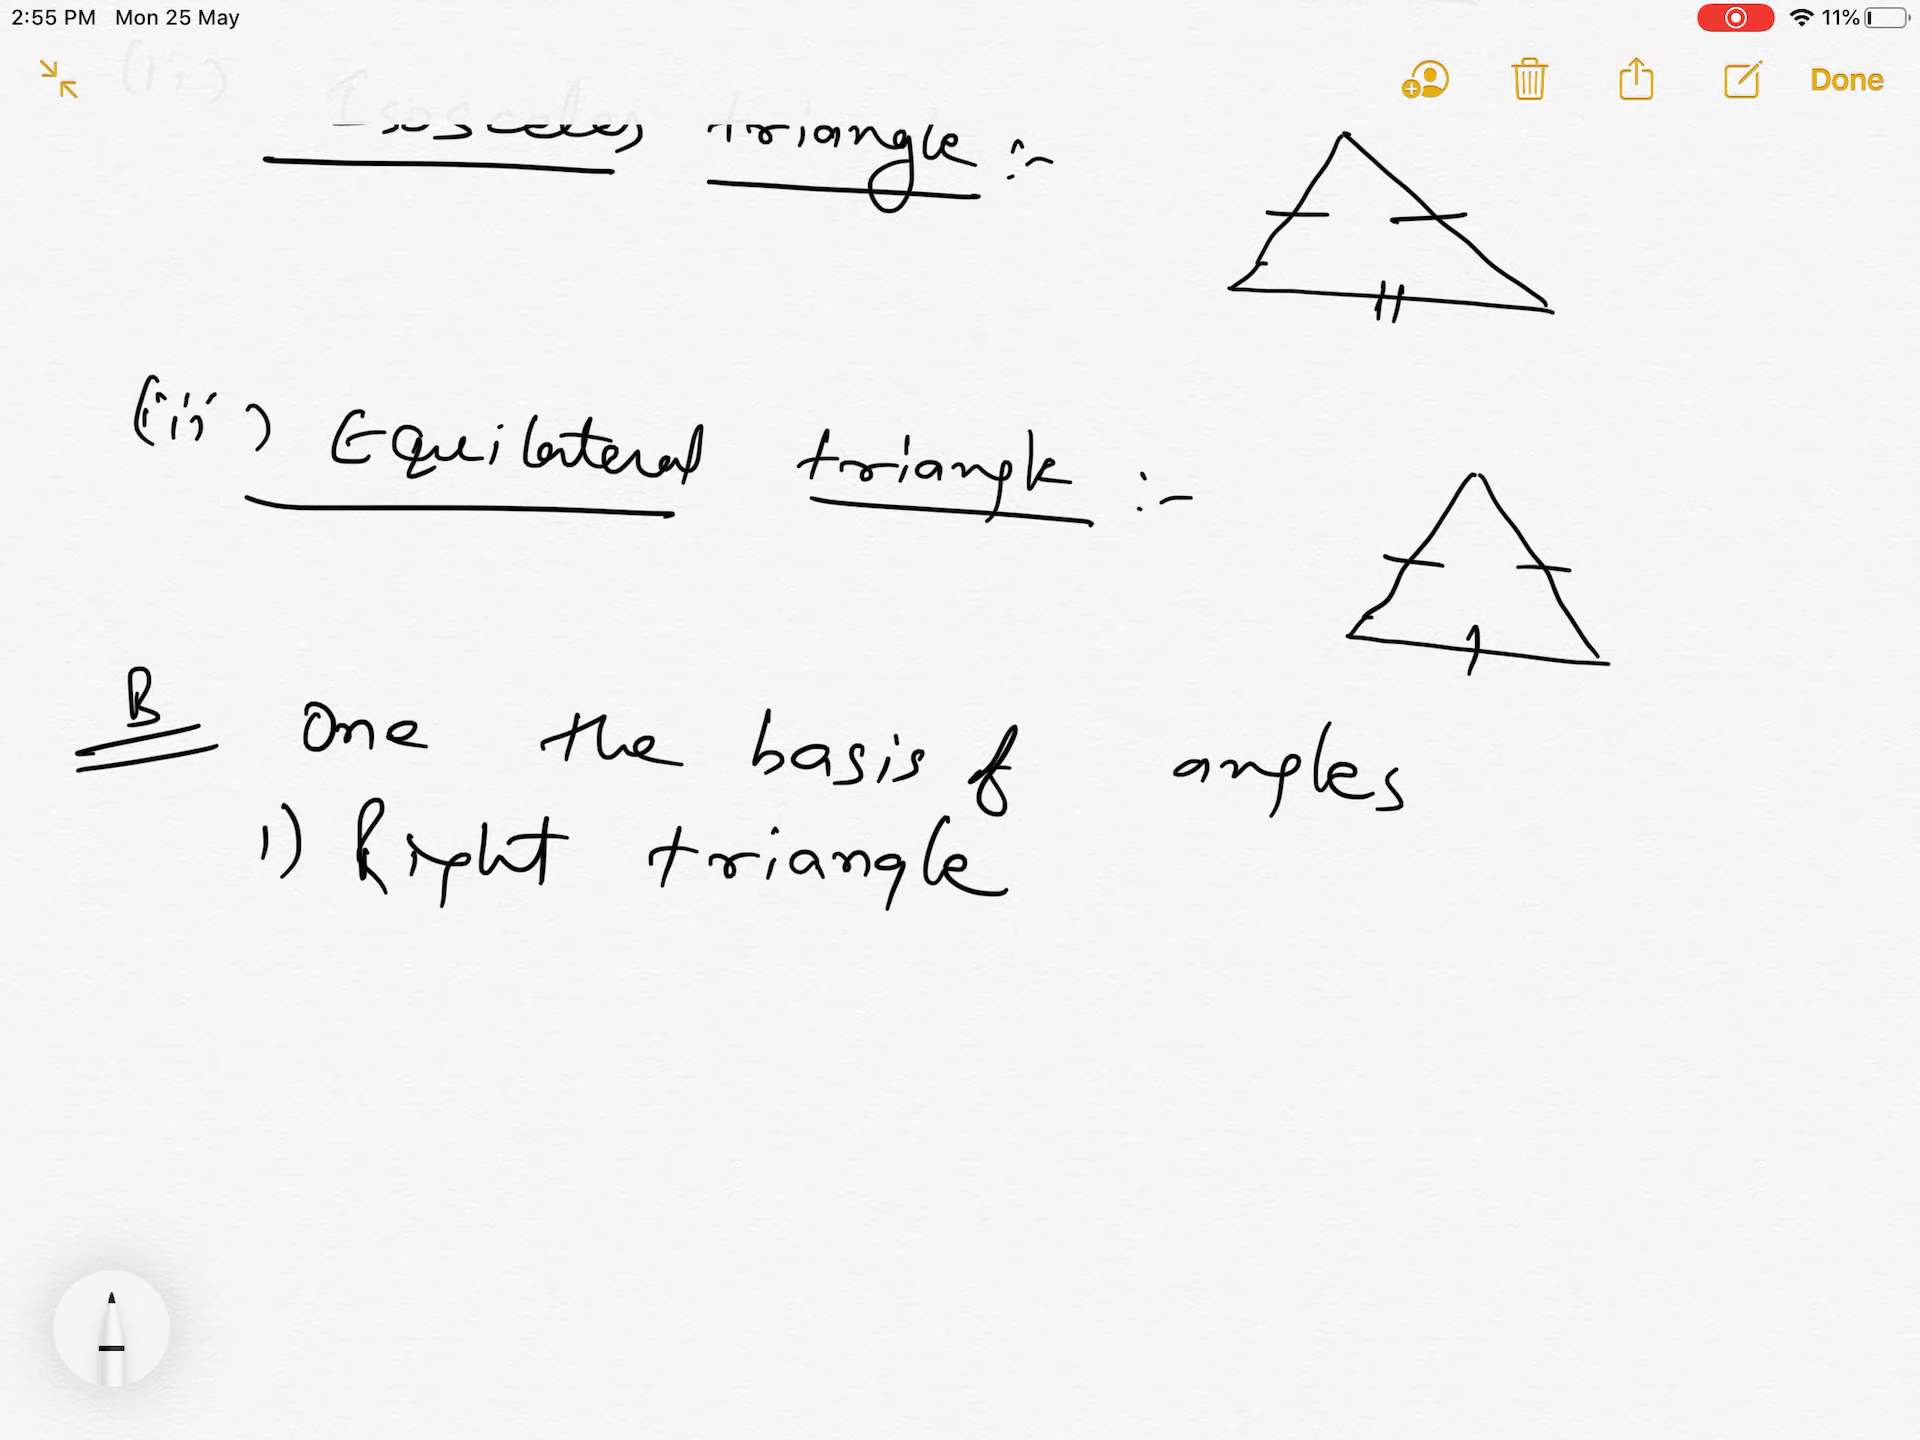 2:55 PM Mon 25 May
11%
Done
(ii)
Isosceles triangle :-
(iii) Equilateral triangle :-
B One the basis of angles
1) Right triangle